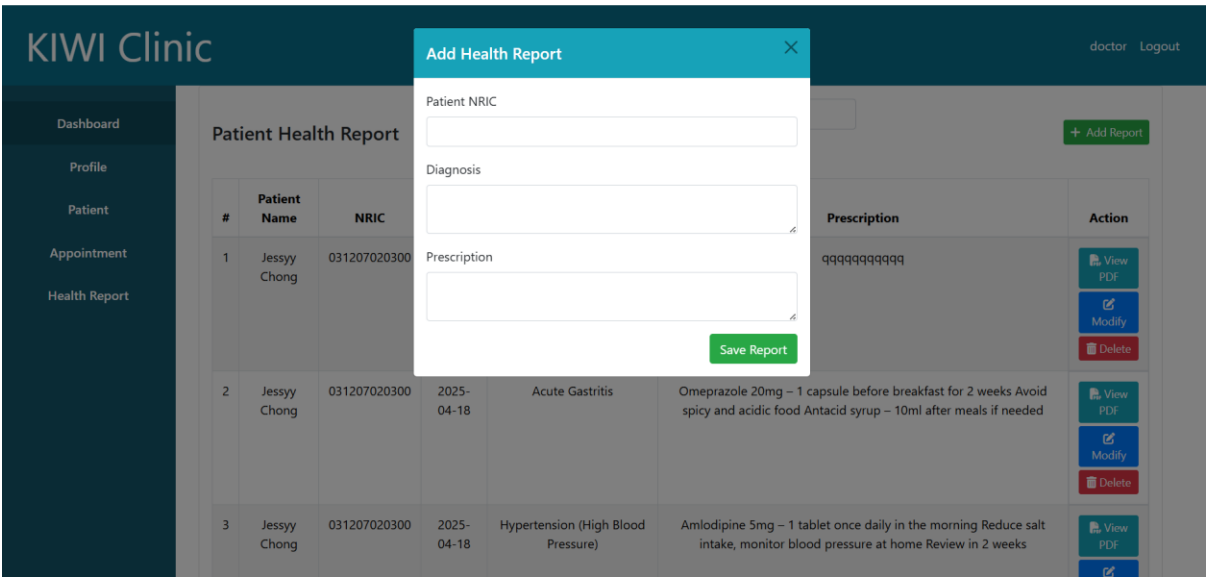 KIWI Clinic
doctor Logout
Add Health Report
Patient NRIC
Diagnosis
Prescription
Save Report
Dashboard
Profile
Patient
Appointment
Health Report
Patient Health Report
+ Add Report
# Patient Name NRIC Prescription Action
1 Jessyy Chong 031207020300 qqqqqqqqqqq
View PDF
Modify
Delete
2 Jessyy Chong 031207020300 2025-04-18 Acute Gastritis Omeprazole 20mg – 1 capsule before breakfast for 2 weeks Avoid
spicy and acidic food Antacid syrup – 10ml after meals if needed
View PDF
Modify
Delete
3 Jessyy Chong 031207020300 2025-04-18 Hypertension (High Blood Pressure) Amlodipine 5mg – 1 tablet once daily in the morning Reduce salt
intake, monitor blood pressure at home Review in 2 weeks
View PDF